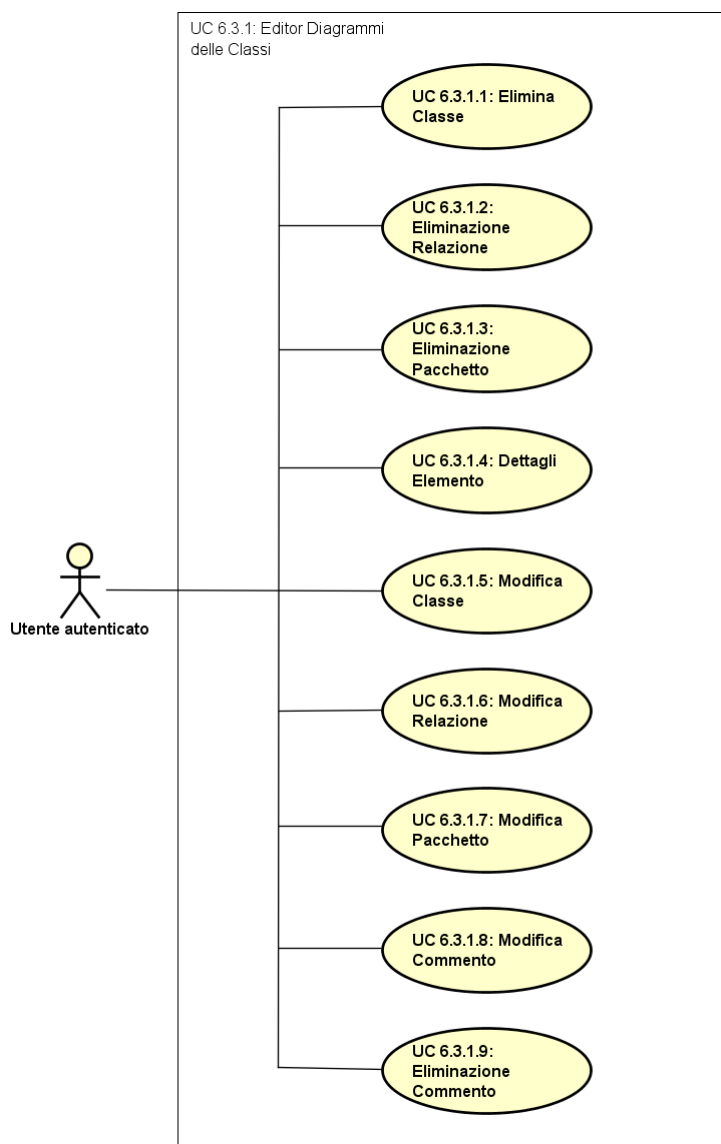 UC 6.3.1: Editor Diagrammi
delle Classi
UC 6.3.1.1: Elimina
Classe
UC 6.3.1.2:
Eliminazione
Relazione
UC 6.3.1.3:
Eliminazione
Pacchetto
UC 6.3.1.4: Dettagli
Elemento
UC 6.3.1.5: Modifica
Classe
Utente autenticato
UC 6.3.1.6: Modifica
Relazione
UC 6.3.1.7: Modifica
Pacchetto
UC 6.3.1.8: Modifica
Commento
UC 6.3.1.9:
Eliminazione
Commento